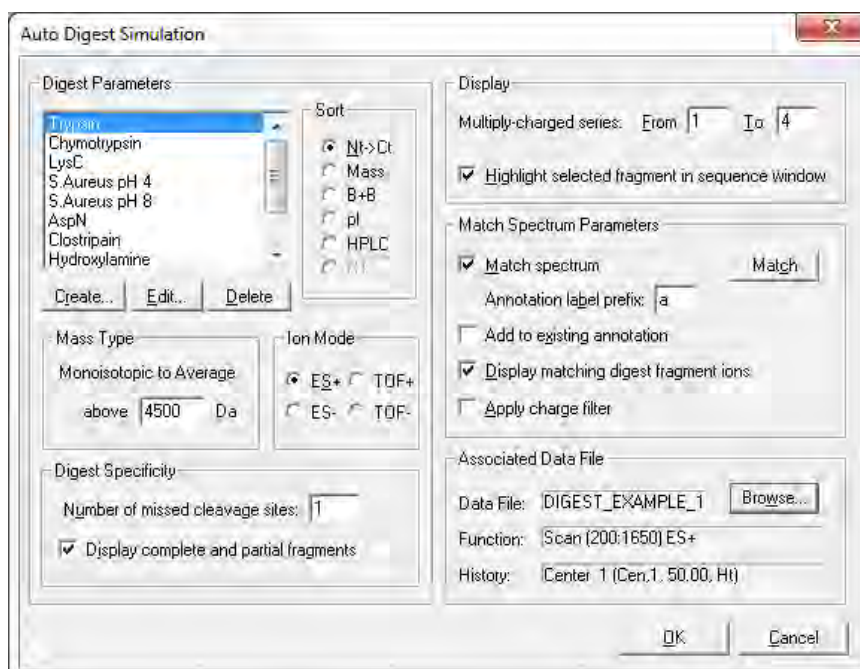 Auto Digest Simulation
Digest Parameters
Trypsin
Chymotrypsin
LysC
S.Aureus pH 4
S.Aureus pH 8
AspN
Clostripain
Hydroxylamine
Sort
Nt->Ct
Mass
B+B
pI
HPLC
Create... Edit... Delete
Mass Type
Monoisotopic to Average
above 4500 Da
Ion Mode
ES+ TOF+
ES- TOF-
Digest Specificity
Number of missed cleavage sites: 1
Display complete and partial fragments
Display
Multiply-charged series: From 1 To 4
Highlight selected fragment in sequence window
Match Spectrum Parameters
Match spectrum Match
Annotation label prefix: a
Add to existing annotation
Display matching digest fragment ions
Apply charge filter
Associated Data File
Data File: DIGEST_EXAMPLE_1 Browse...
Function: Scan (200:1650) ES+
History: Center 1 (Cen,1, 50.00, Ht)
OK Cancel